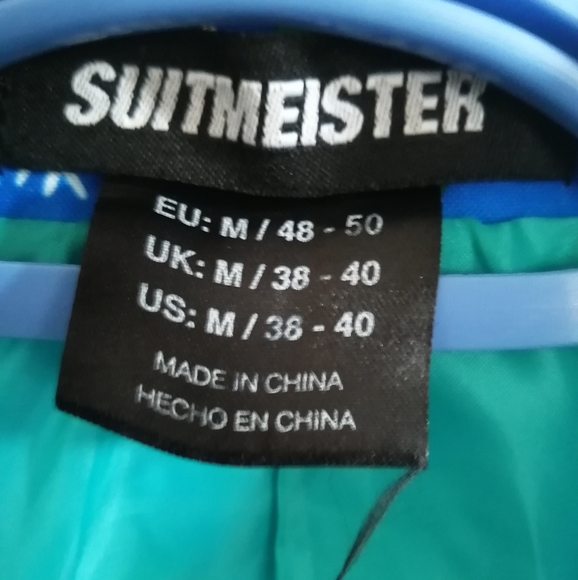 SUITMEISTER
EU: M / 48 - 50
UK: M / 38 - 40
US: M / 38 - 40
MADE IN CHINA
HECHO EN CHINA